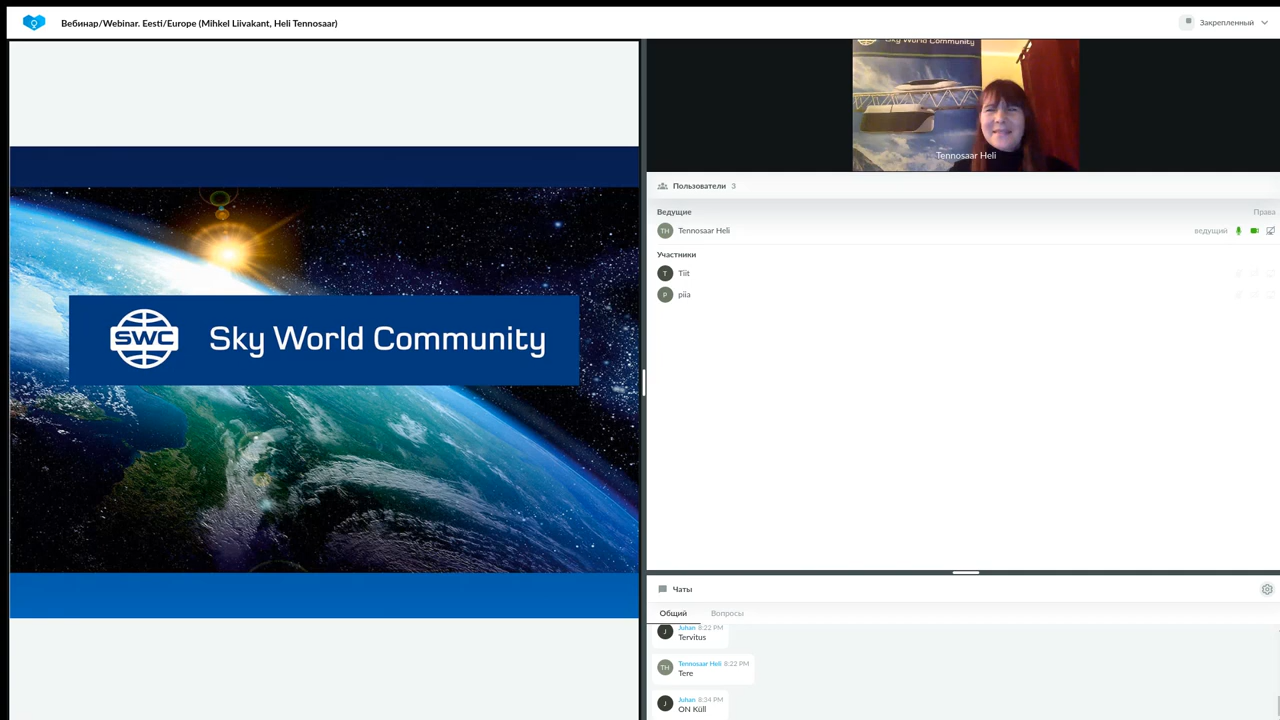 Вебинар/Webinar. Eesti/Europe (Mihkel Liivakant, Heli Tennosaar)
Закрепленный
SWC Sky World Community
Sky World Community
Tennosaar Heli
Пользователи 3
Ведущие Права
TH Tennosaar Heli ведущий
Участники
T Tiit
P piia
Чаты
Общий Вопросы
J Juhan 8:22 PM
Tervitus
TH Tennosaar Heli 8:22 PM
Tere
J Juhan 8:34 PM
ON Küll